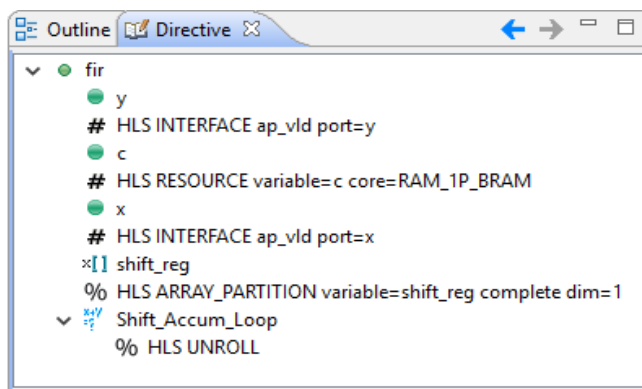 Outline Directive
fir
y
# HLS INTERFACE ap_vld port=y
c
# HLS RESOURCE variable=c core=RAM_1P_BRAM
x
# HLS INTERFACE ap_vld port=x
×[] shift_reg
% HLS ARRAY_PARTITION variable=shift_reg complete dim=1
Shift_Accum_Loop
% HLS UNROLL